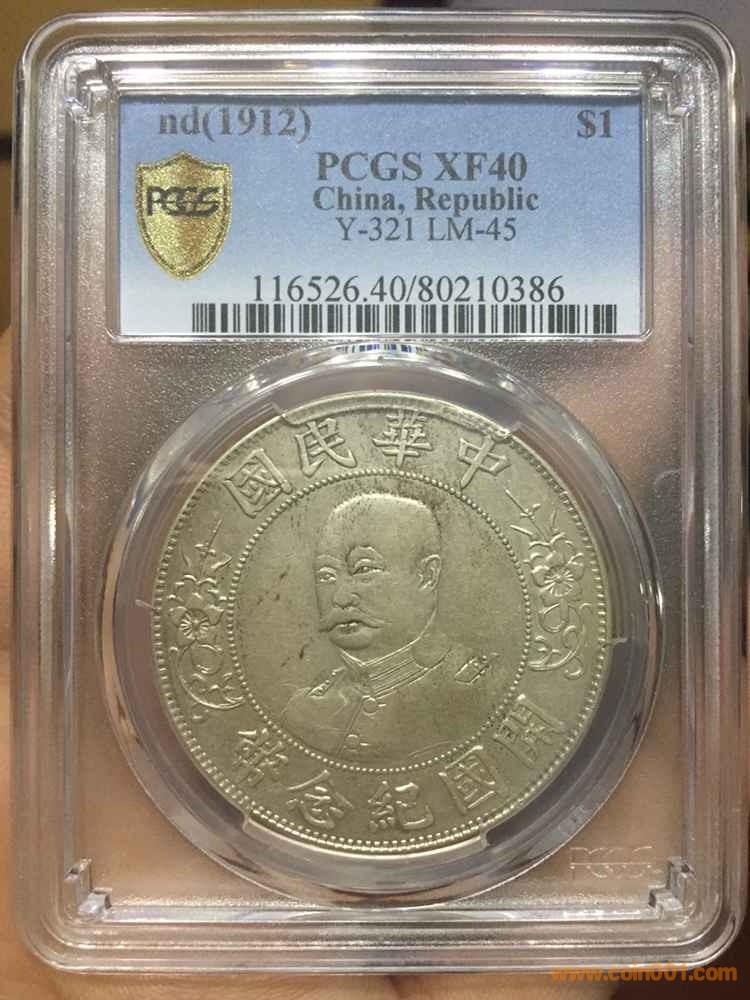 nd(1912) $1
PCGS XF40
PCGS
China, Republic
Y-321 LM-45
116526.40/80210386
中華民國
開國紀念幣
PCGS
www.coin001.com